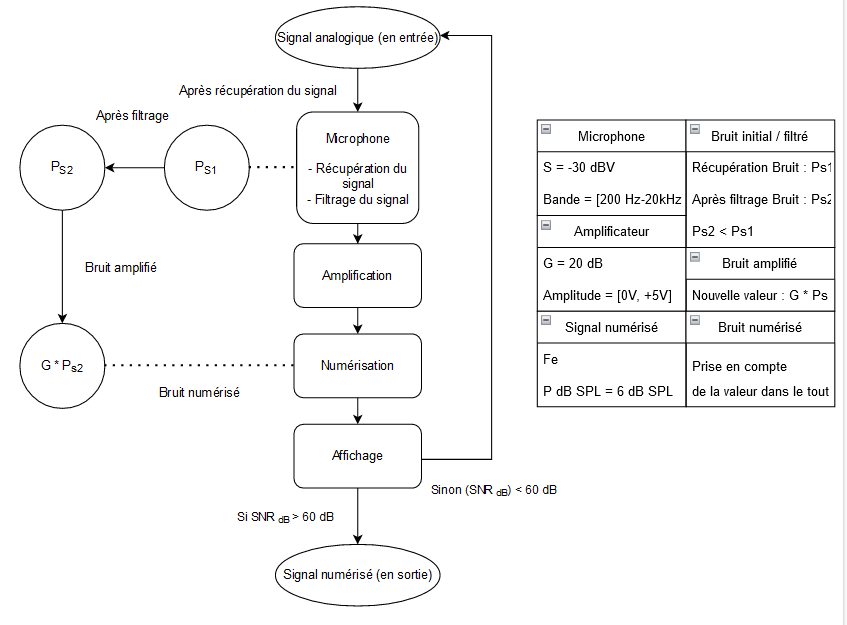 Signal analogique (en entrée)
Après récupération du signal
Après filtrage
PS2
PS1
Microphone
- Récupération du
signal
- Filtrage du signal
Bruit amplifié
Amplification
G * Ps2
Numérisation
Bruit numérisé
Affichage
Sinon (SNR dB) < 60 dB
Si SNR dB > 60 dB
Signal numérisé (en sortie)
Microphone
S = -30 dBV
Bande = [200 Hz-20kHz
Amplificateur
G = 20 dB
Amplitude = [0V, +5V]
Signal numérisé
Fe
P dB SPL = 6 dB SPL
Bruit initial / filtré
Récupération Bruit : Ps1
Après filtrage Bruit : Ps2
Ps2 < Ps1
Bruit amplifié
Nouvelle valeur : G * Ps
Bruit numérisé
Prise en compte
de la valeur dans le tout